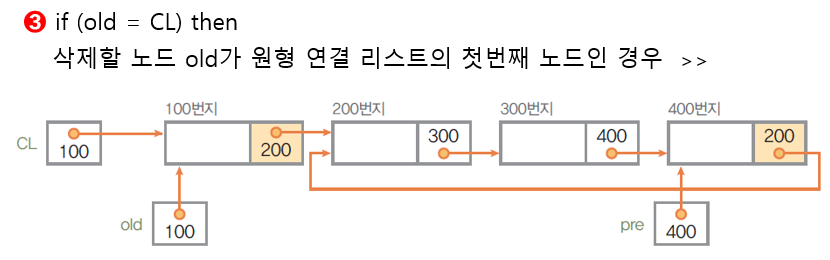 ❸ if (old = CL) then
삭제할 노드 old가 원형 연결 리스트의 첫번째 노드인 경우 >>
100번지 200번지 300번지 400번지
CL 100 200 300 400 200
old 100 pre 400